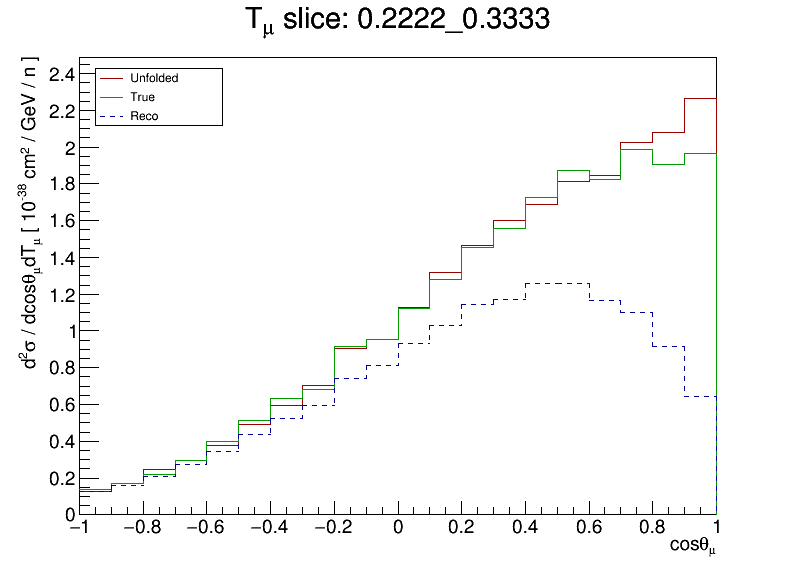 Tμ slice: 0.2222_0.3333
d²σ / dcosθμdTμ [ 10⁻³⁸ cm² / GeV / n ]
2.4
2.2
2
1.8
1.6
1.4
1.2
1
0.8
0.6
0.4
0.2
0
Unfolded
True
Reco
−1 −0.8 −0.6 −0.4 −0.2 0 0.2 0.4 0.6 0.8 1
cosθμ